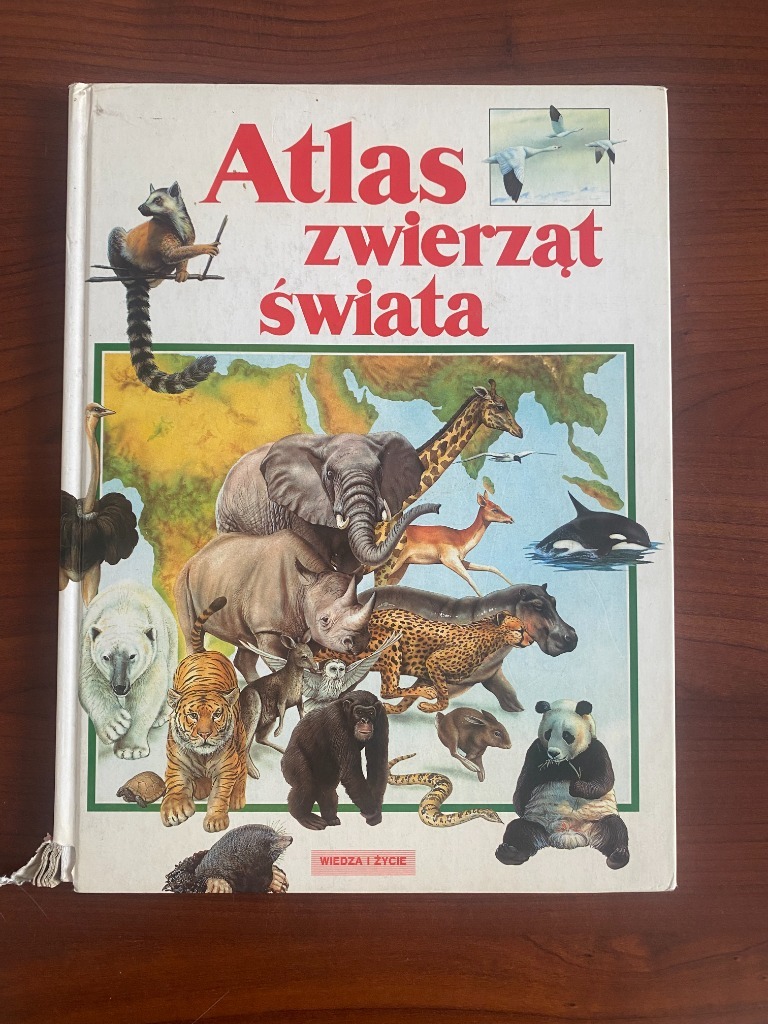 Atlas
zwierząt
świata
WIEDZA I ŻYCIE